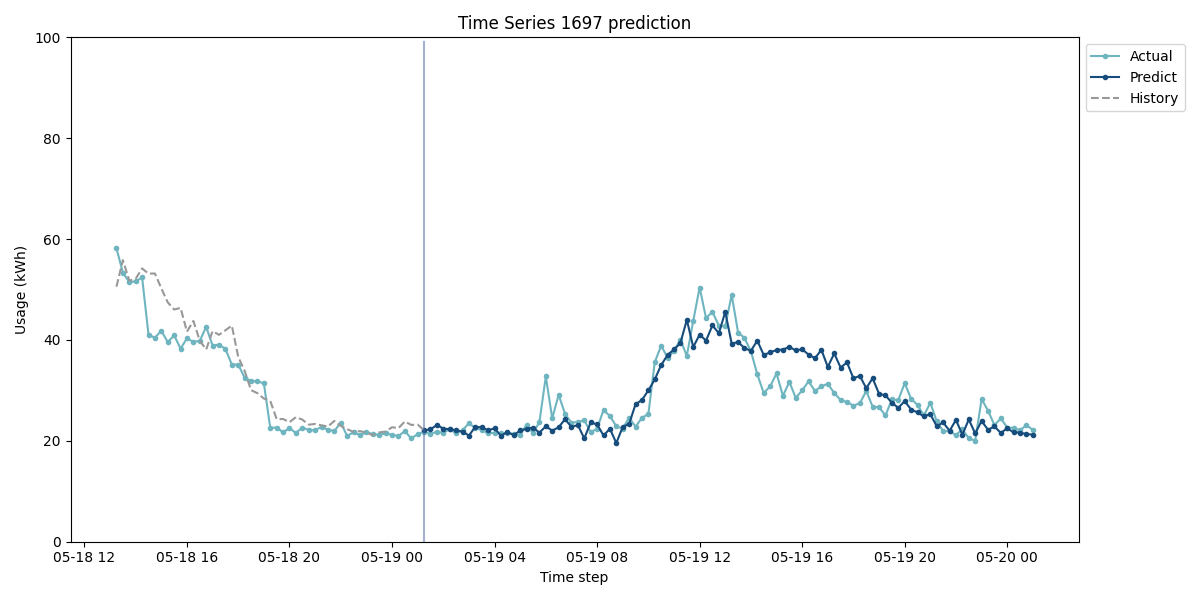 Time Series 1697 prediction
Usage (kWh)
100
80
60
40
20
0
05-18 12
05-18 16
05-18 20
05-19 00
05-19 04
05-19 08
05-19 12
05-19 16
05-19 20
05-20 00
Time step
Actual
Predict
History